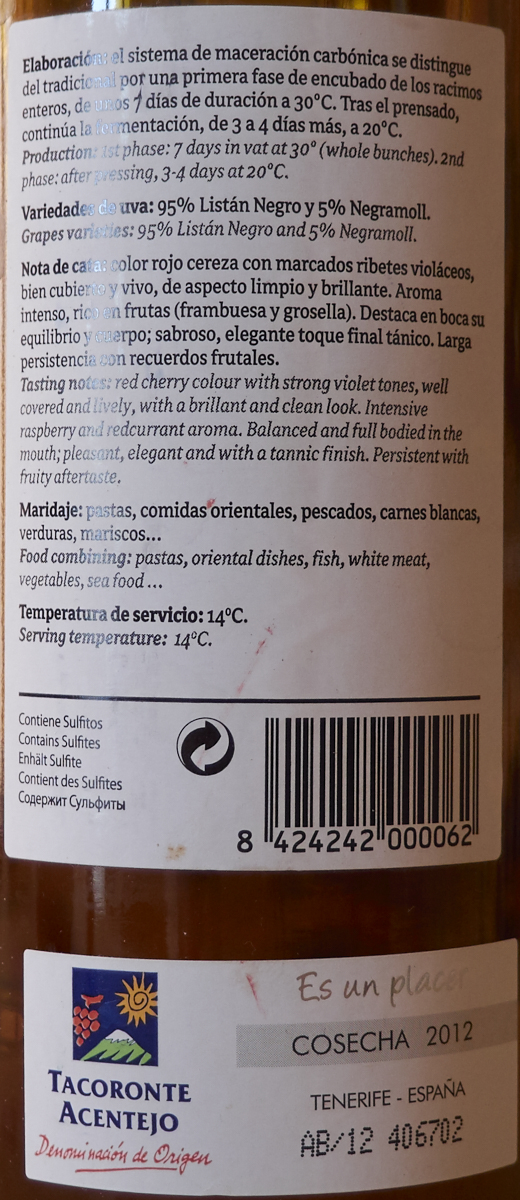 Elaboración: el sistema de maceración carbónica se distingue
del tradicional por una primera fase de encubado de los racimos
enteros, de unos 7 días de duración a 30ºC. Tras el prensado,
continúa la fermentación, de 3 a 4 días más, a 20ºC.
Production: 1st phase: 7 days in vat at 30º (whole bunches). 2nd
phase: after pressing, 3-4 days at 20ºC.
Variedades de uva: 95% Listán Negro y 5% Negramoll.
Grapes varieties: 95% Listán Negro and 5% Negramoll.
Nota de cata: color rojo cereza con marcados ribetes violáceos,
bien cubierto y vivo, de aspecto limpio y brillante. Aroma
intenso, rico en frutas (frambuesa y grosella). Destaca en boca su
equilibrio y cuerpo; sabroso, elegante toque final tánico. Larga
persistencia con recuerdos frutales.
Tasting notes: red cherry colour with strong violet tones, well
covered and lively, with a brillant and clean look. Intensive
raspberry and redcurrant aroma. Balanced and full bodied in the
mouth; pleasant, elegant and with a tannic finish. Persistent with
fruity aftertaste.
Maridaje: pastas, comidas orientales, pescados, carnes blancas,
verduras, mariscos...
Food combining: pastas, oriental dishes, fish, white meat,
vegetables, sea food ...
Temperatura de servicio: 14ºC.
Serving temperature: 14ºC.
Contiene Sulfitos
Contains Sulfites
Enhält Sulfite
Contient des Sulfites
Содержит Сульфиты
8 424242 000062
Es un placer
COSECHA 2012
TENERIFE - ESPAÑA
AB/12 406702
TACORONTE
ACENTEJO
Denominación de Origen